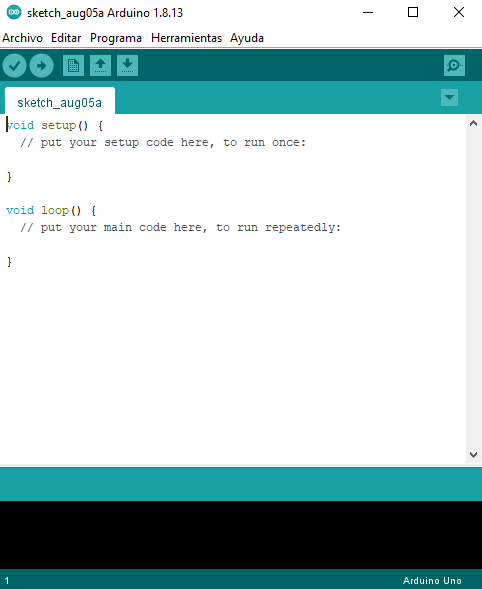 sketch_aug05a Arduino 1.8.13
Archivo Editar Programa Herramientas Ayuda
sketch_aug05a
void setup() {
  // put your setup code here, to run once:
}
void loop() {
  // put your main code here, to run repeatedly:
}
1 Arduino Uno